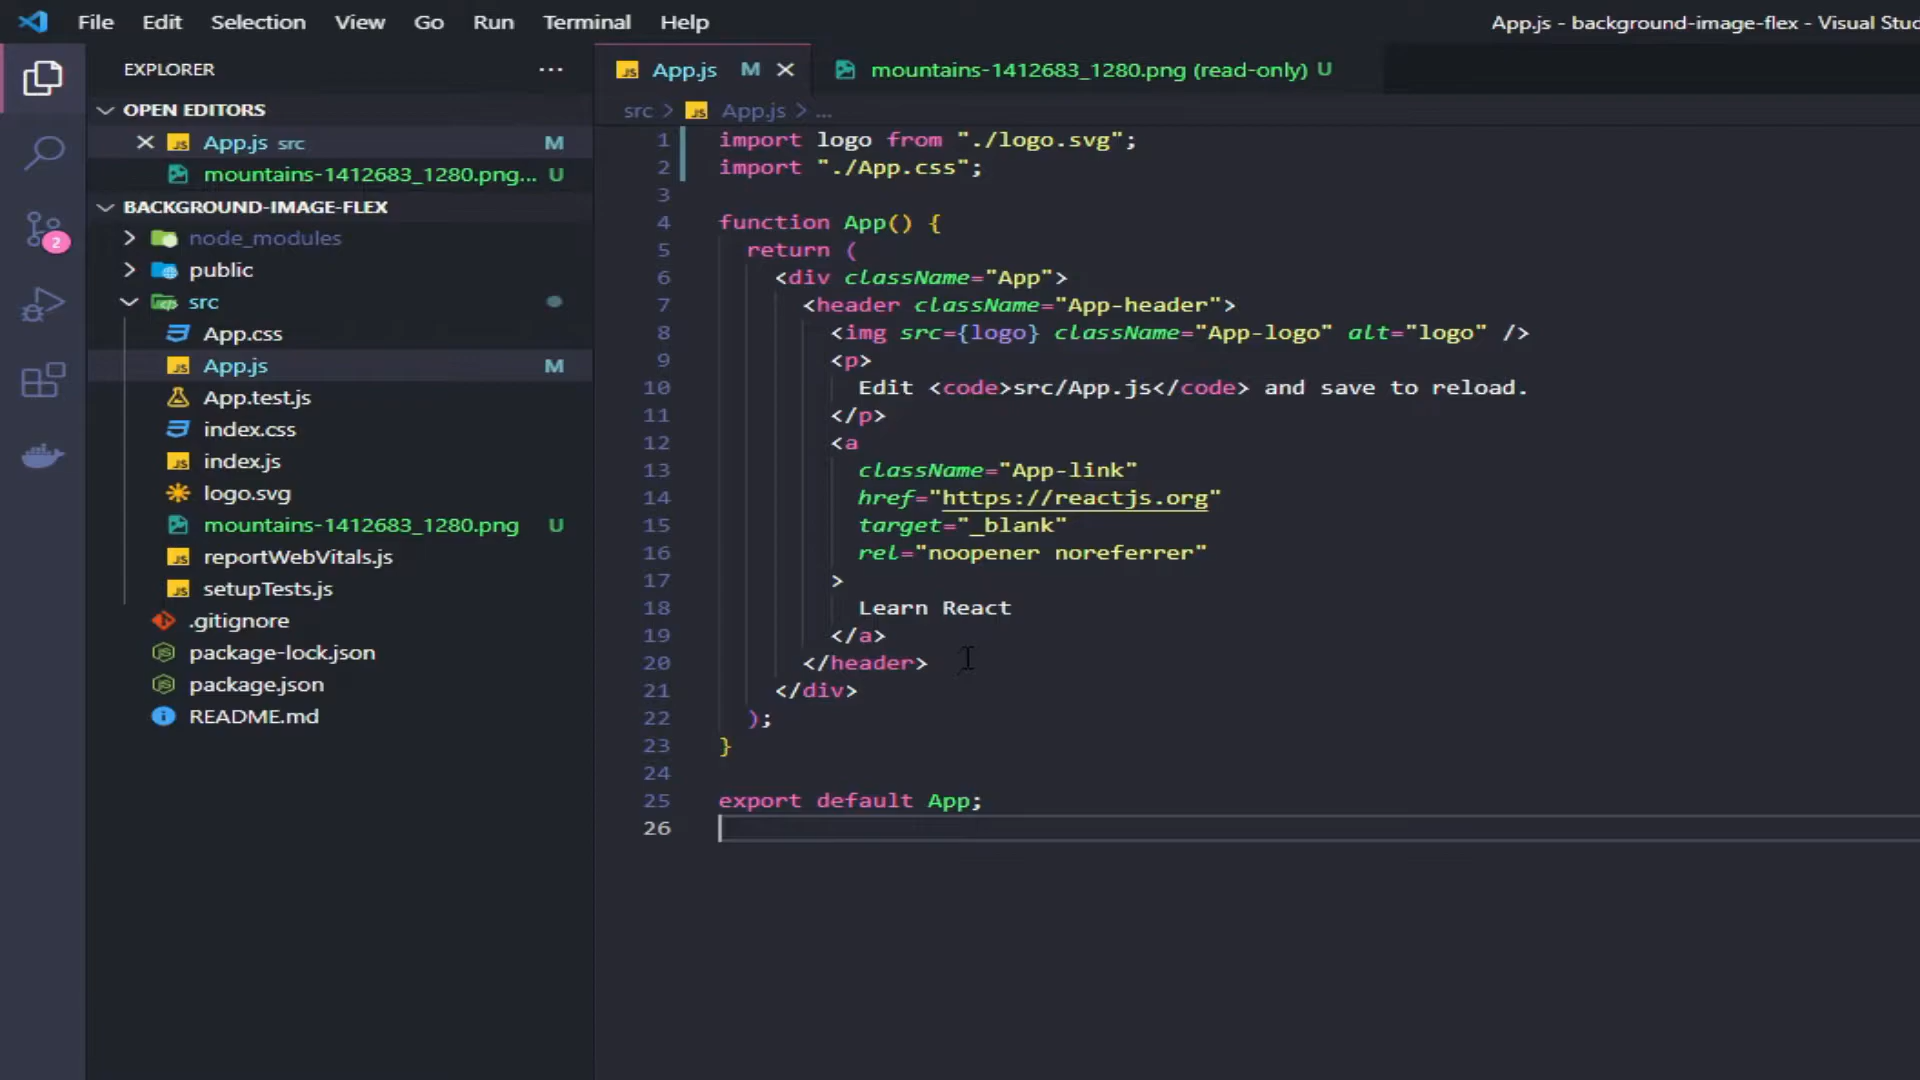 File Edit Selection View Go Run Terminal Help
App.js - background-image-flex - Visual Stuc
EXPLORER
OPEN EDITORS
App.js src M
mountains-1412683_1280.png... U
BACKGROUND-IMAGE-FLEX
node_modules
public
src
App.css
App.js M
App.test.js
index.css
index.js
logo.svg
mountains-1412683_1280.png U
reportWebVitals.js
setupTests.js
.gitignore
package-lock.json
package.json
README.md
2
App.js M
mountains-1412683_1280.png (read-only) U
src > App.js > ...
1 import logo from "./logo.svg";
2 import "./App.css";
3
4 function App() {
5 return (
6 <div className="App">
7 <header className="App-header">
8 <img src={logo} className="App-logo" alt="logo" />
9 <p>
10 Edit <code>src/App.js</code> and save to reload.
11 </p>
12 <a
13 className="App-link"
14 href="https://reactjs.org"
15 target="_blank"
16 rel="noopener noreferrer"
17 >
18 Learn React
19 </a>
20 </header>
21 </div>
22 );
23 }
24
25 export default App;
26